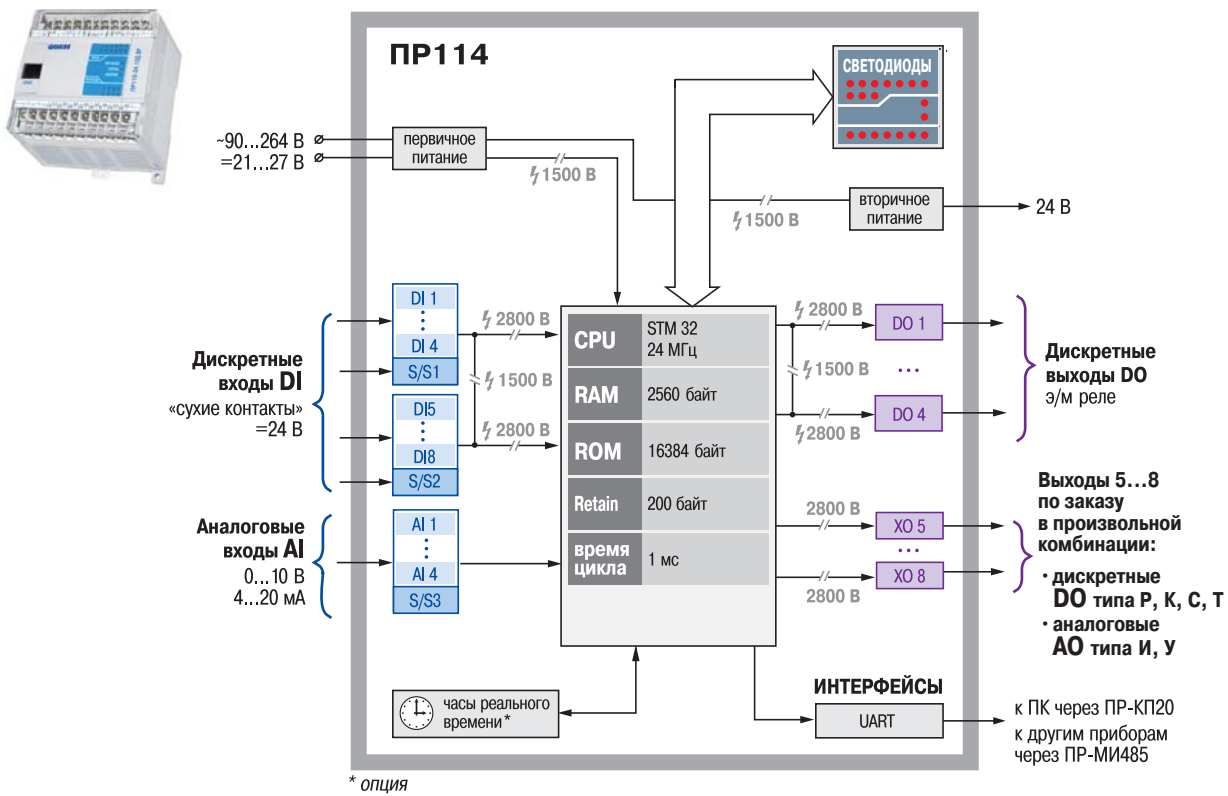 ПР114
СВЕТОДИОДЫ
~90...264 В
=21...27 В
первичное
питание
1500 В
1500 В
вторичное
питание
24 В
Дискретные
входы DI
«сухие контакты»
=24 В
DI 1
DI 4
S/S1
DI5
DI8
S/S2
2800 В
1500 В
2800 В
Аналоговые
входы AI
0...10 В
4...20 мА
AI 1
AI 4
S/S3
CPU STM 32
24 МГц
RAM 2560 байт
ROM 16384 байт
Retain 200 байт
время
цикла 1 мс
2800 В
1500 В
2800 В
DO 1
...
DO 4
Дискретные
выходы DO
э/м реле
2800 В
2800 В
XO 5
...
XO 8
Выходы 5...8
по заказу
в произвольной
комбинации:
· дискретные
DO типа Р, К, С, Т
· аналоговые
АО типа И, У
часы реального
времени*
ИНТЕРФЕЙСЫ
UART
к ПК через ПР-КП20
к другим приборам
через ПР-МИ485
* опция